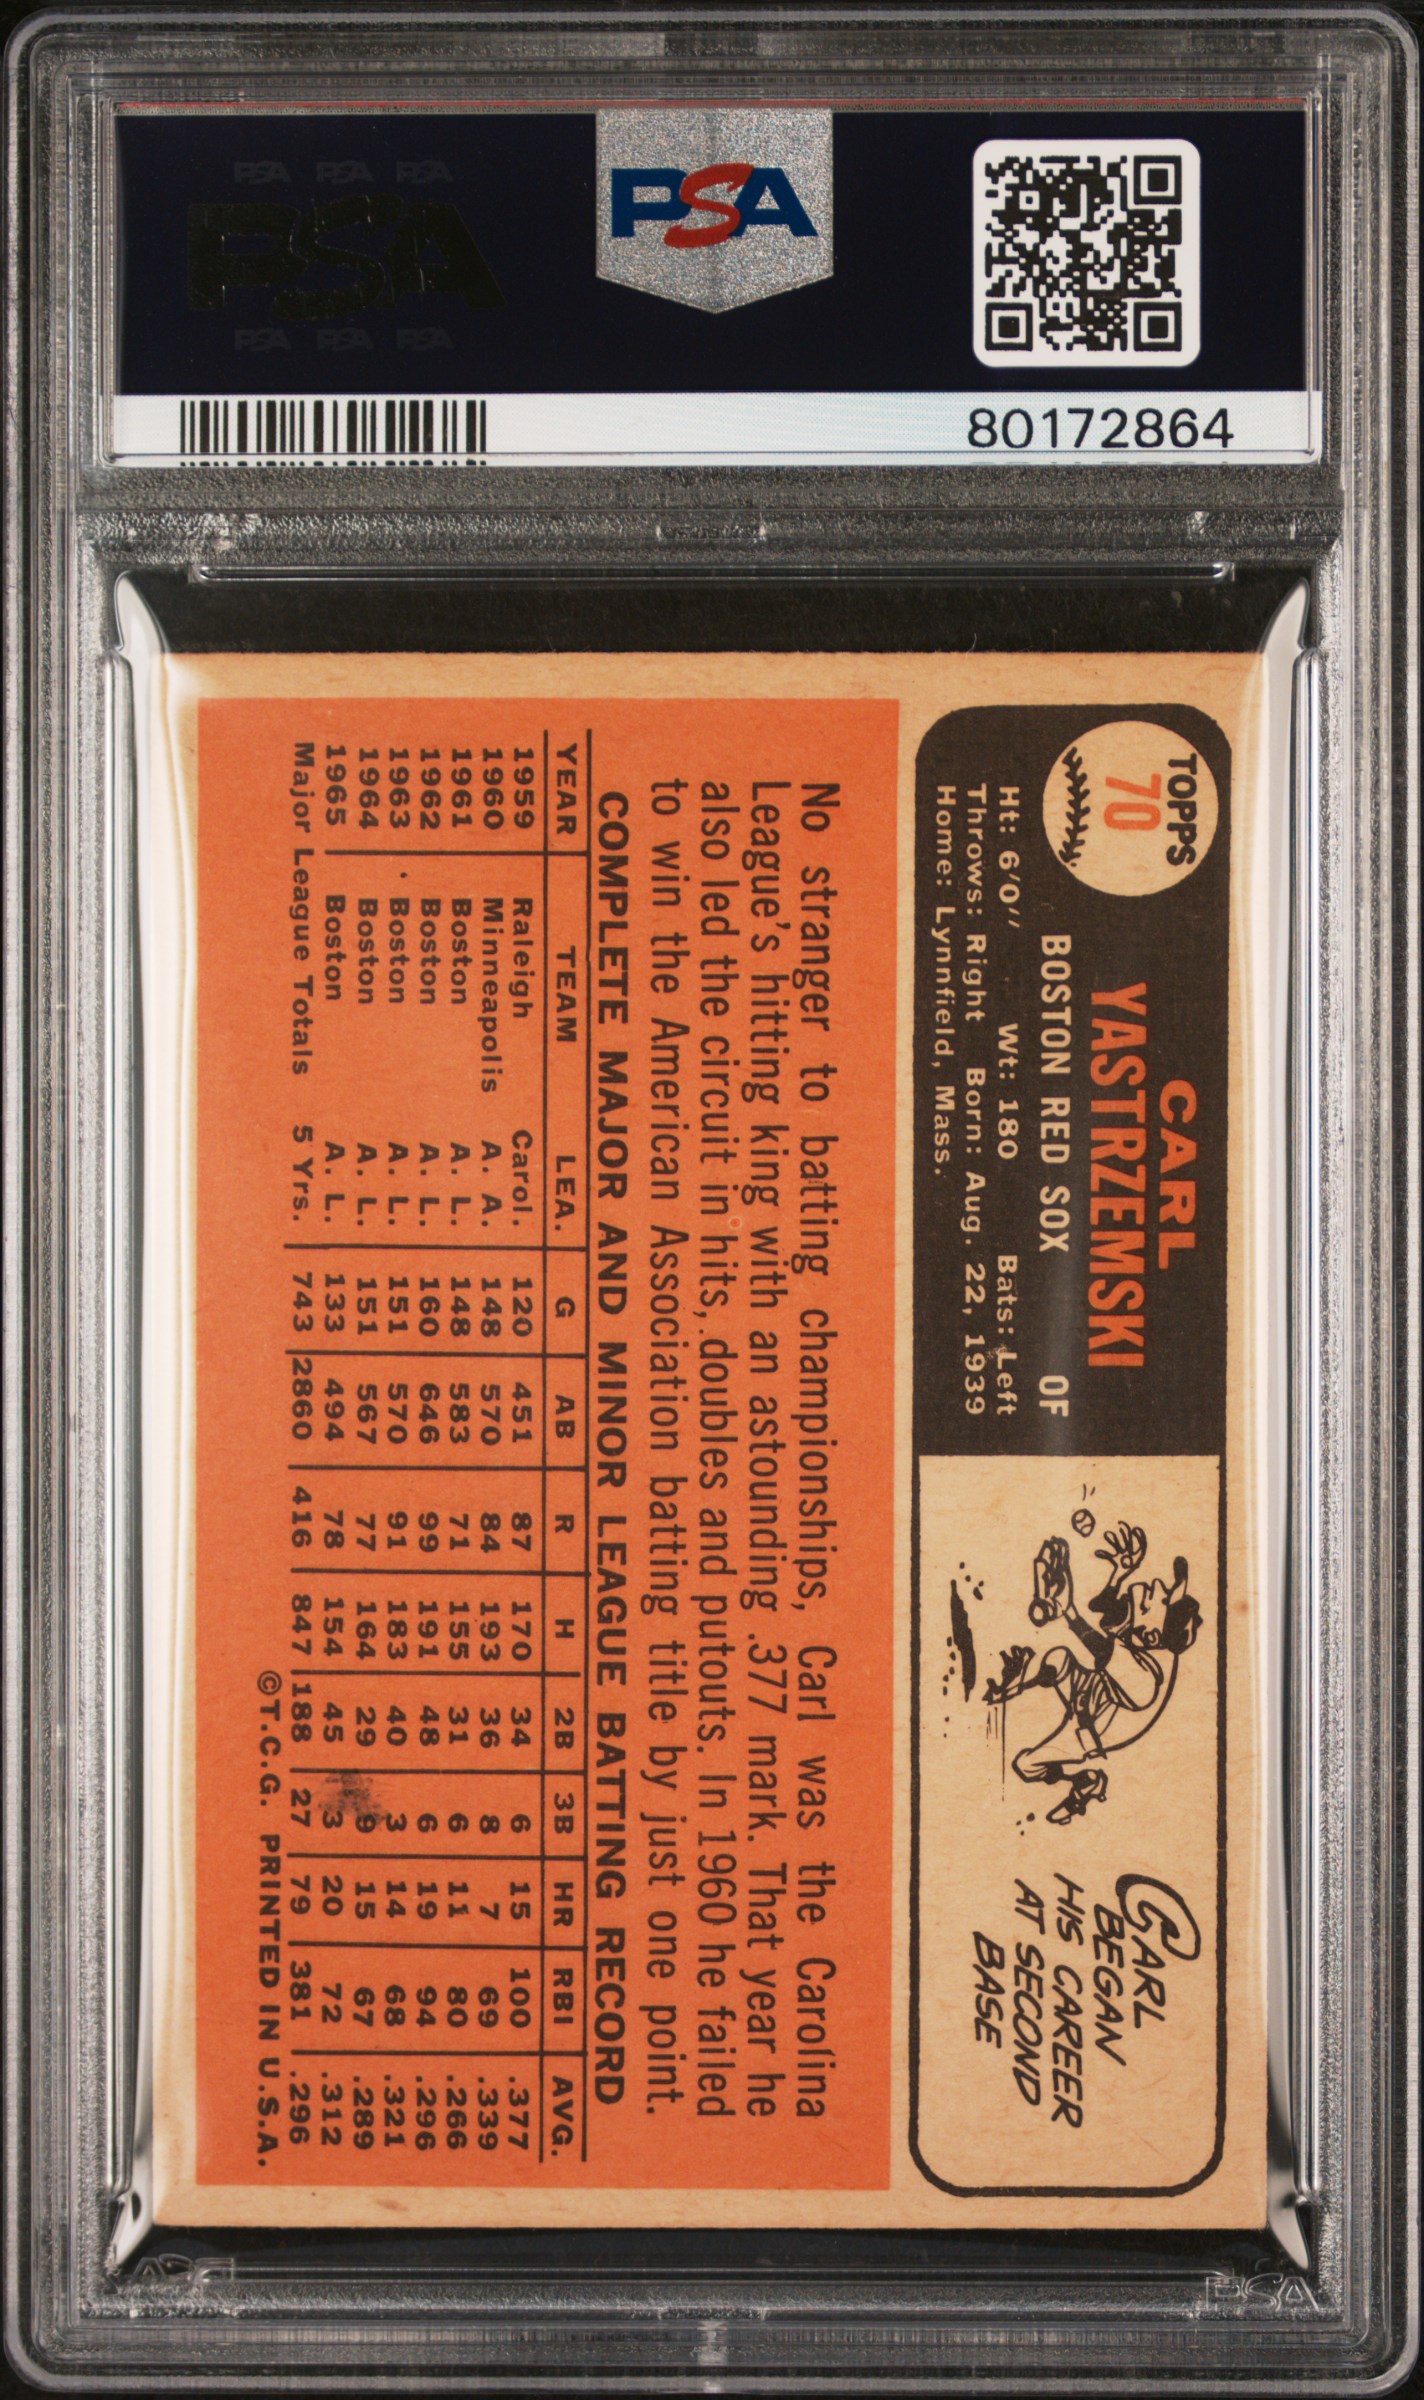 PSA PSA PSA
PSA
PSA PSA PSA
PSA
80172864
TOPPS
70
CARL
YASTRZEMSKI
BOSTON RED SOX OF
Ht: 6'0'' Wt: 180 Bats: Left
Throws: Right Born: Aug. 22, 1939
Home: Lynnfield, Mass.
CARL
BEGAN
HIS CAREER
AT SECOND
BASE
No stranger to batting championships, Carl was the Carolina
League's hitting king with an astounding .377 mark. That year he
also led the circuit in hits, doubles and putouts. In 1960 he failed
to win the American Association batting title by just one point.
COMPLETE MAJOR AND MINOR LEAGUE BATTING RECORD
YEAR TEAM LEA. G AB R H 2B 3B HR RBI AVG.
1959 Raleigh Carol. 120 451 87 170 34 6 15 100 .377
1960 Minneapolis A. A. 148 570 84 193 36 8 7 69 .339
1961 Boston A. L. 148 583 71 155 31 6 11 80 .266
1962 Boston A. L. 160 646 99 191 48 6 19 94 .296
1963 Boston A. L. 151 570 91 183 40 3 14 68 .321
1964 Boston A. L. 151 567 77 164 29 9 15 67 .289
1965 Boston A. L. 133 494 78 154 45 3 20 72 .312
Major League Totals 5 Yrs. 743 2860 416 847 188 27 79 381 .296
©T.C.G. PRINTED IN U.S.A.
PSA
PSA